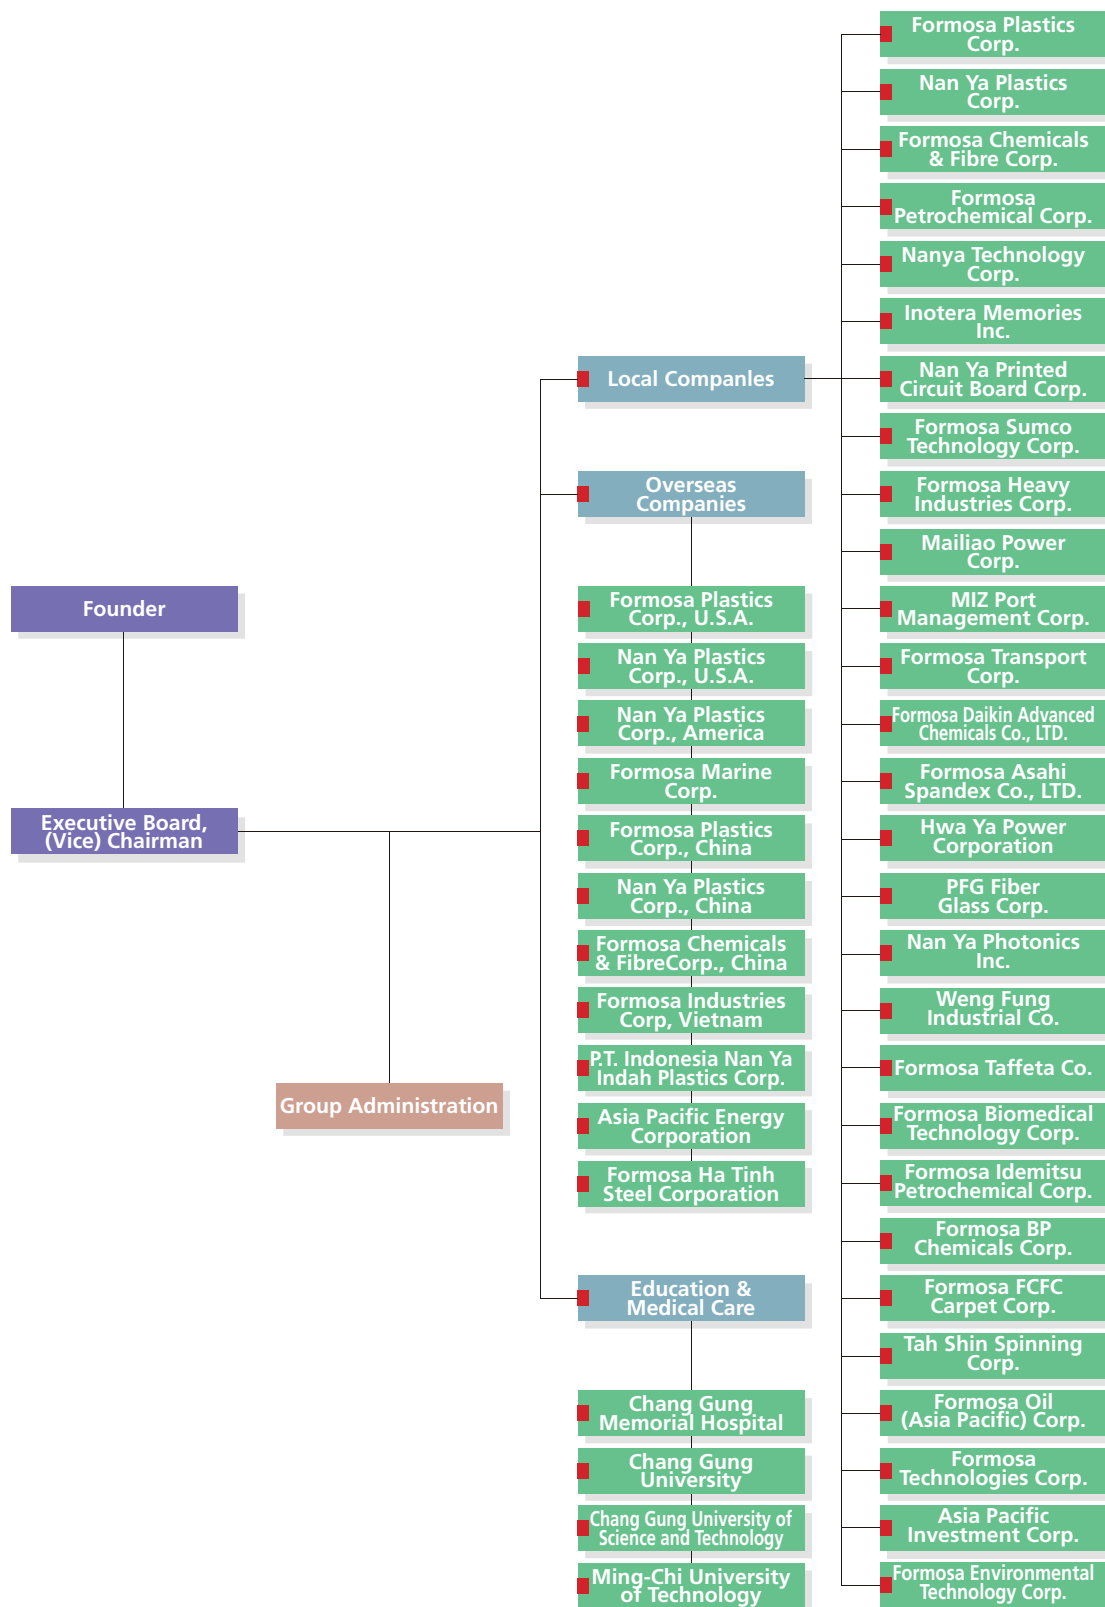 Founder
Executive Board,
(Vice) Chairman
Group Administration
Local Companles
Overseas
Companies
Formosa Plastics
Corp., U.S.A.
Nan Ya Plastics
Corp., U.S.A.
Nan Ya Plastics
Corp., America
Formosa Marine
Corp.
Formosa Plastics
Corp., China
Nan Ya Plastics
Corp., China
Formosa Chemicals
& FibreCorp., China
Formosa Industries
Corp, Vietnam
P.T. Indonesia Nan Ya
Indah Plastics Corp.
Asia Pacific Energy
Corporation
Formosa Ha Tinh
Steel Corporation
Education &
Medical Care
Chang Gung
Memorial Hospital
Chang Gung
University
Chang Gung University of
Science and Technology
Ming-Chi University
of Technology
Formosa Plastics
Corp.
Nan Ya Plastics
Corp.
Formosa Chemicals
& Fibre Corp.
Formosa
Petrochemical Corp.
Nanya Technology
Corp.
Inotera Memories
Inc.
Nan Ya Printed
Circuit Board Corp.
Formosa Sumco
Technology Corp.
Formosa Heavy
Industries Corp.
Mailiao Power
Corp.
MIZ Port
Management Corp.
Formosa Transport
Corp.
Formosa Daikin Advanced
Chemicals Co., LTD.
Formosa Asahi
Spandex Co., LTD.
Hwa Ya Power
Corporation
PFG Fiber
Glass Corp.
Nan Ya Photonics
Inc.
Weng Fung
Industrial Co.
Formosa Taffeta Co.
Formosa Biomedical
Technology Corp.
Formosa Idemitsu
Petrochemical Corp.
Formosa BP
Chemicals Corp.
Formosa FCFC
Carpet Corp.
Tah Shin Spinning
Corp.
Formosa Oil
(Asia Pacific) Corp.
Formosa
Technologies Corp.
Asia Pacific
Investment Corp.
Formosa Environmental
Technology Corp.